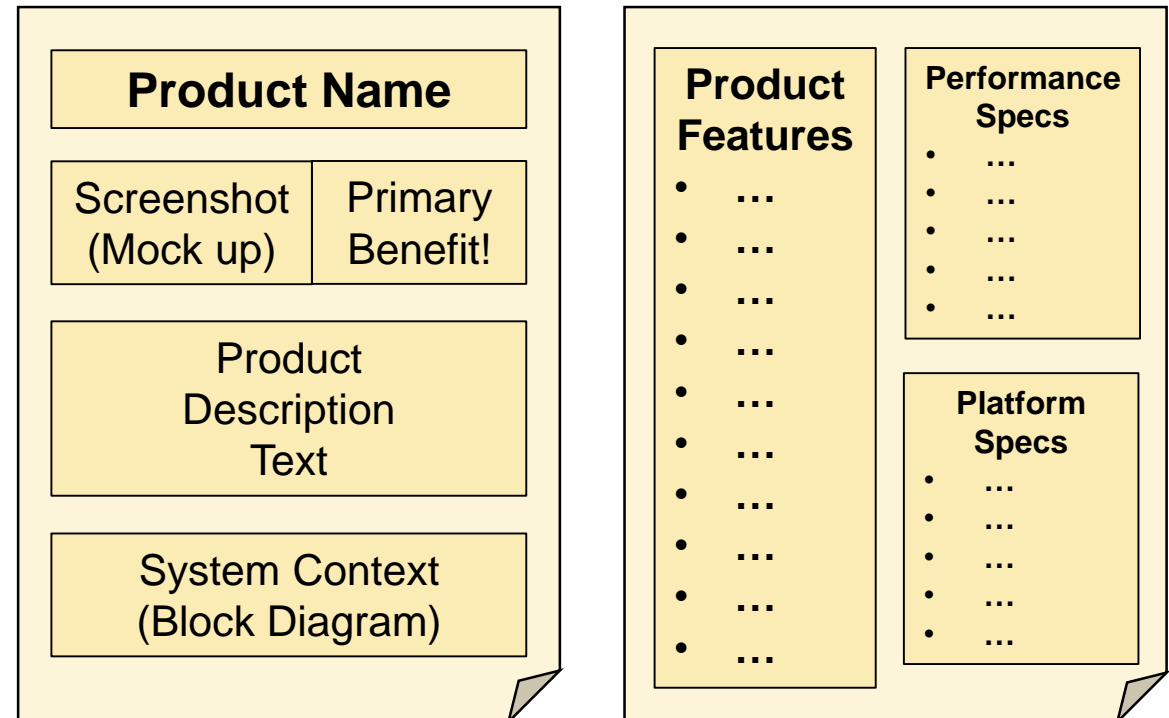 Product Name
Screenshot
(Mock up)
Primary
Benefit!
Product
Description
Text
System Context
(Block Diagram)
Product
Features
• ...
• ...
• ...
• ...
• ...
• ...
• ...
• ...
• ...
• ...
Performance
Specs
• ...
• ...
• ...
• ...
• ...
Platform
Specs
• ...
• ...
• ...
• ...
• ...